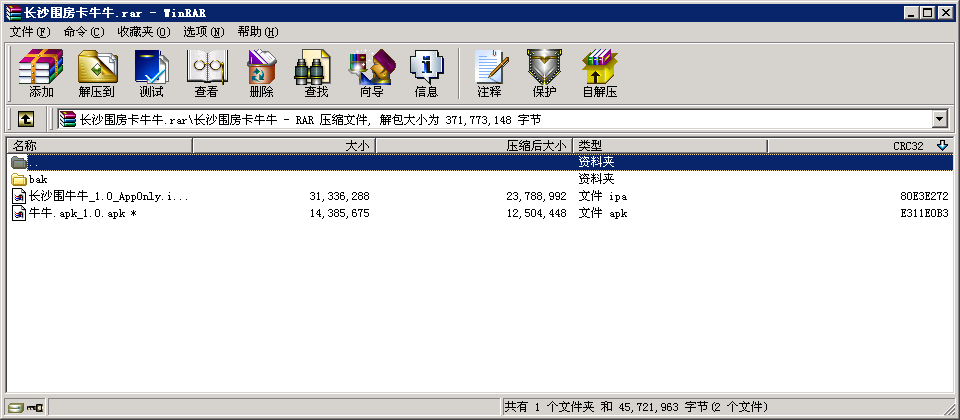 长沙围房卡牛牛.rar - WinRAR
文件(F) 命令(C) 收藏夹(O) 选项(N) 帮助(H)
添加 解压到 测试 查看 删除 查找 向导 信息 注释 保护 自解压
长沙围房卡牛牛.rar\长沙围房卡牛牛 - RAR 压缩文件, 解包大小为 371,773,148 字节
名称 大小 压缩后大小 类型 CRC32
.. 资料夹
bak 资料夹
长沙围牛牛_1.0_AppOnly.i... 31,336,288 23,788,992 文件 ipa 80E3E272
牛牛.apk_1.0.apk * 14,385,675 12,504,448 文件 apk E311E0B3
共有 1 个文件夹 和 45,721,963 字节(2 个文件)